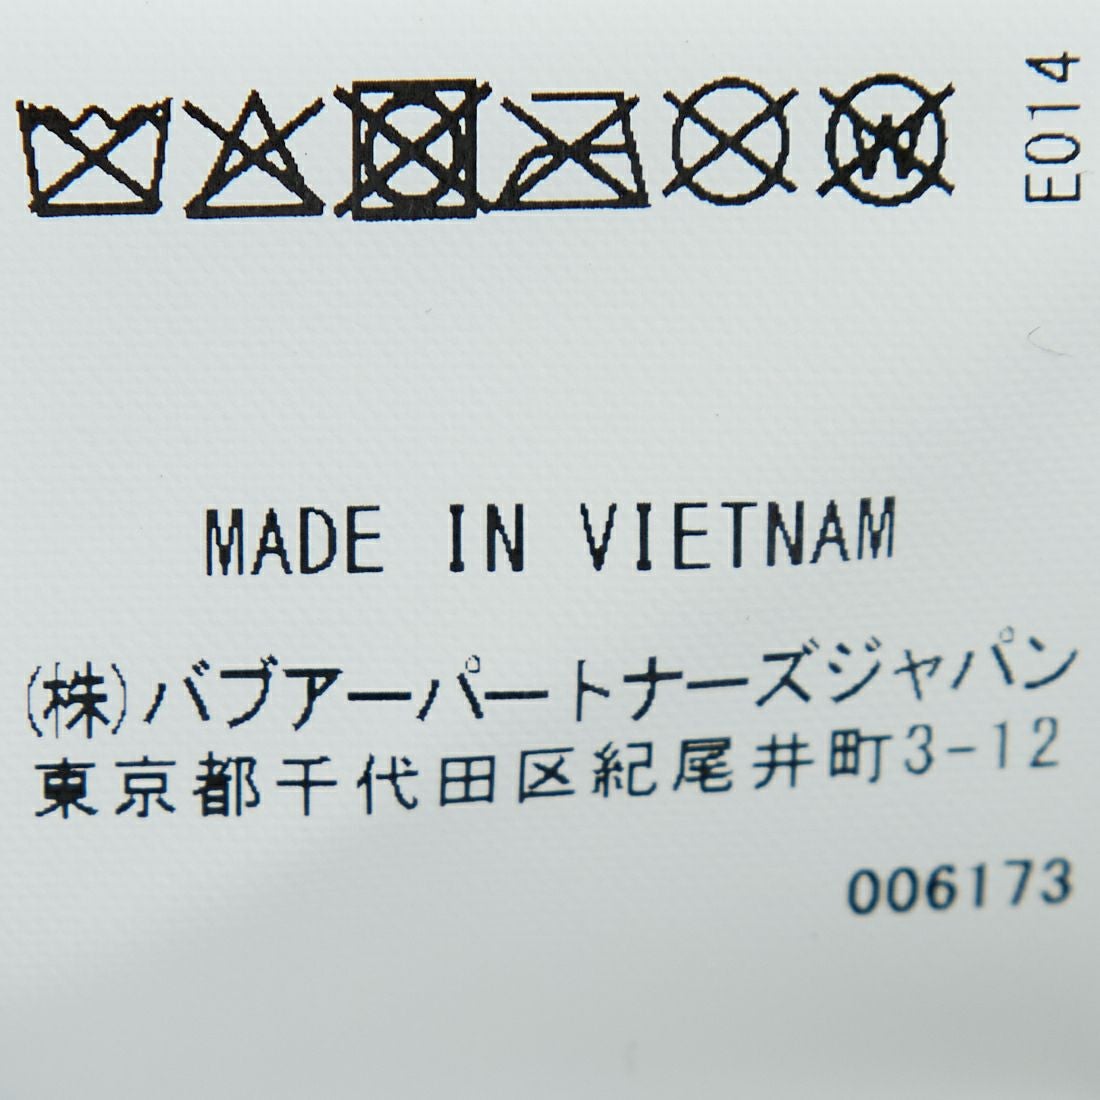 E014
MADE IN VIETNAM
(株)バブアーパートナーズジャパン
東京都千代田区紀尾井町3-12
006173